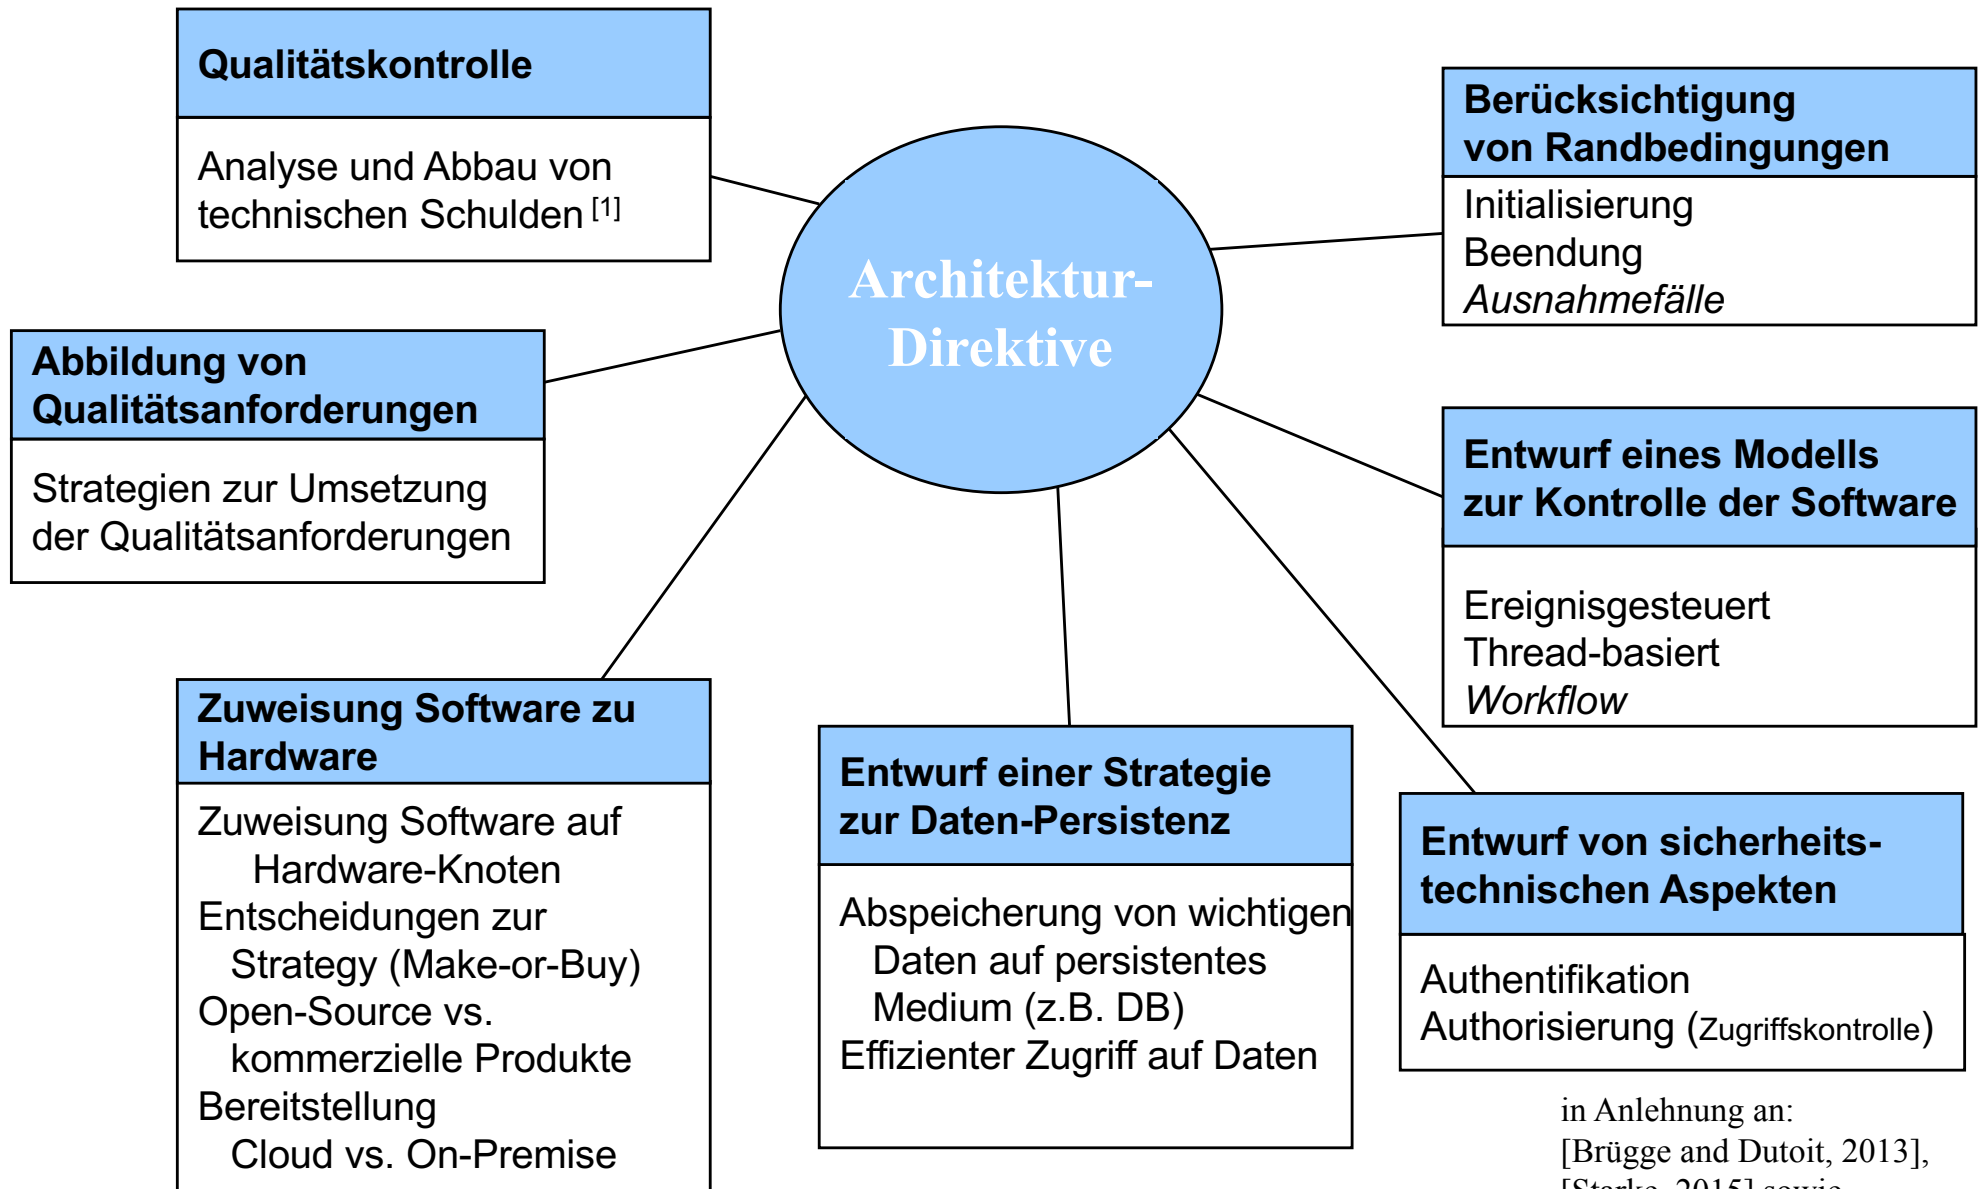 Qualitätskontrolle
Analyse und Abbau von
technischen Schulden [1]
Berücksichtigung
von Randbedingungen
Initialisierung
Beendung
Ausnahmefälle
Architektur-
Direktive
Abbildung von
Qualitätsanforderungen
Strategien zur Umsetzung
der Qualitätsanforderungen
Entwurf eines Modells
zur Kontrolle der Software
Ereignisgesteuert
Thread-basiert
Workflow
Zuweisung Software zu
Hardware
Zuweisung Software auf
Hardware-Knoten
Entscheidungen zur
Strategy (Make-or-Buy)
Open-Source vs.
kommerzielle Produkte
Bereitstellung
Cloud vs. On-Premise
Entwurf einer Strategie
zur Daten-Persistenz
Abspeicherung von wichtigen
Daten auf persistentes
Medium (z.B. DB)
Effizienter Zugriff auf Daten
Entwurf von sicherheits-
technischen Aspekten
Authentifikation
Authorisierung (Zugriffskontrolle)
in Anlehnung an:
[Brügge and Dutoit, 2013],
[Starke, 2015] sowie